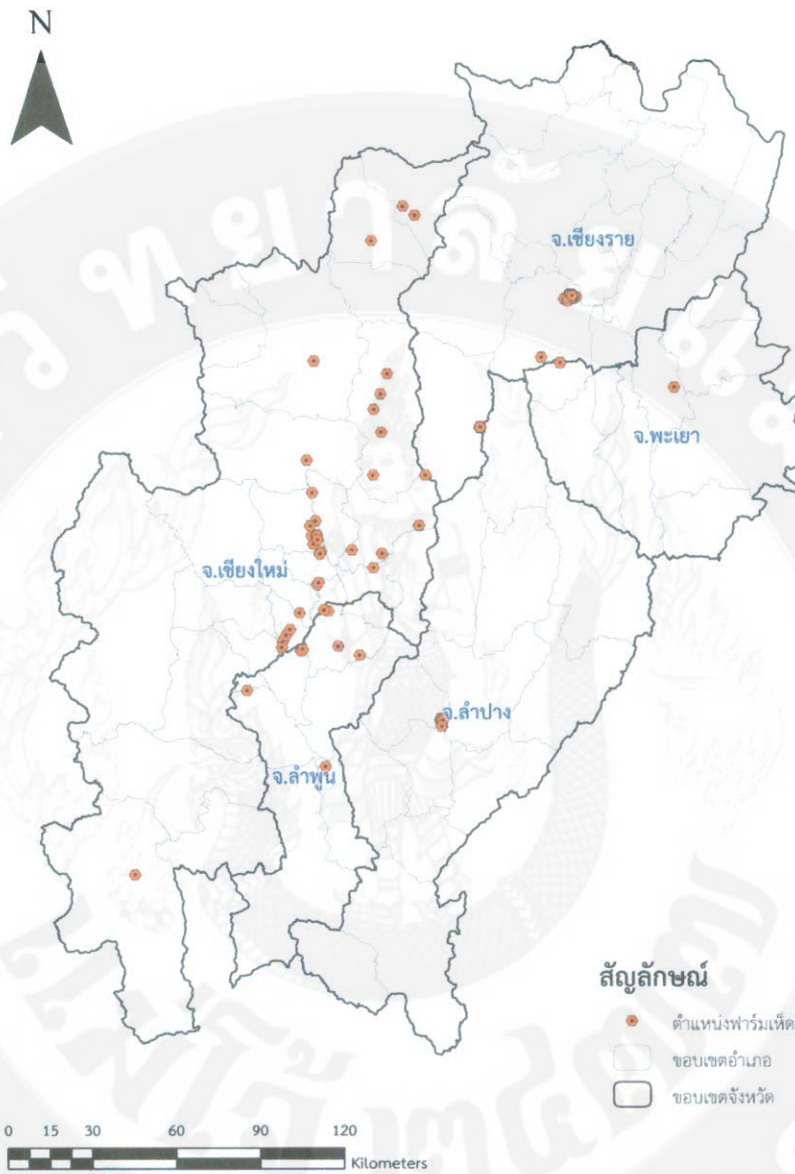 N
จ.เชียงราย
จ.พะเยา
จ.เชียงใหม่
จ.ลำปาง
จ.ลำพูน
สัญลักษณ์
ตำแหน่งฟาร์มเห็ด
ขอบเขตอำเภอ
ขอบเขตจังหวัด
0 15 30 60 90 120
Kilometers